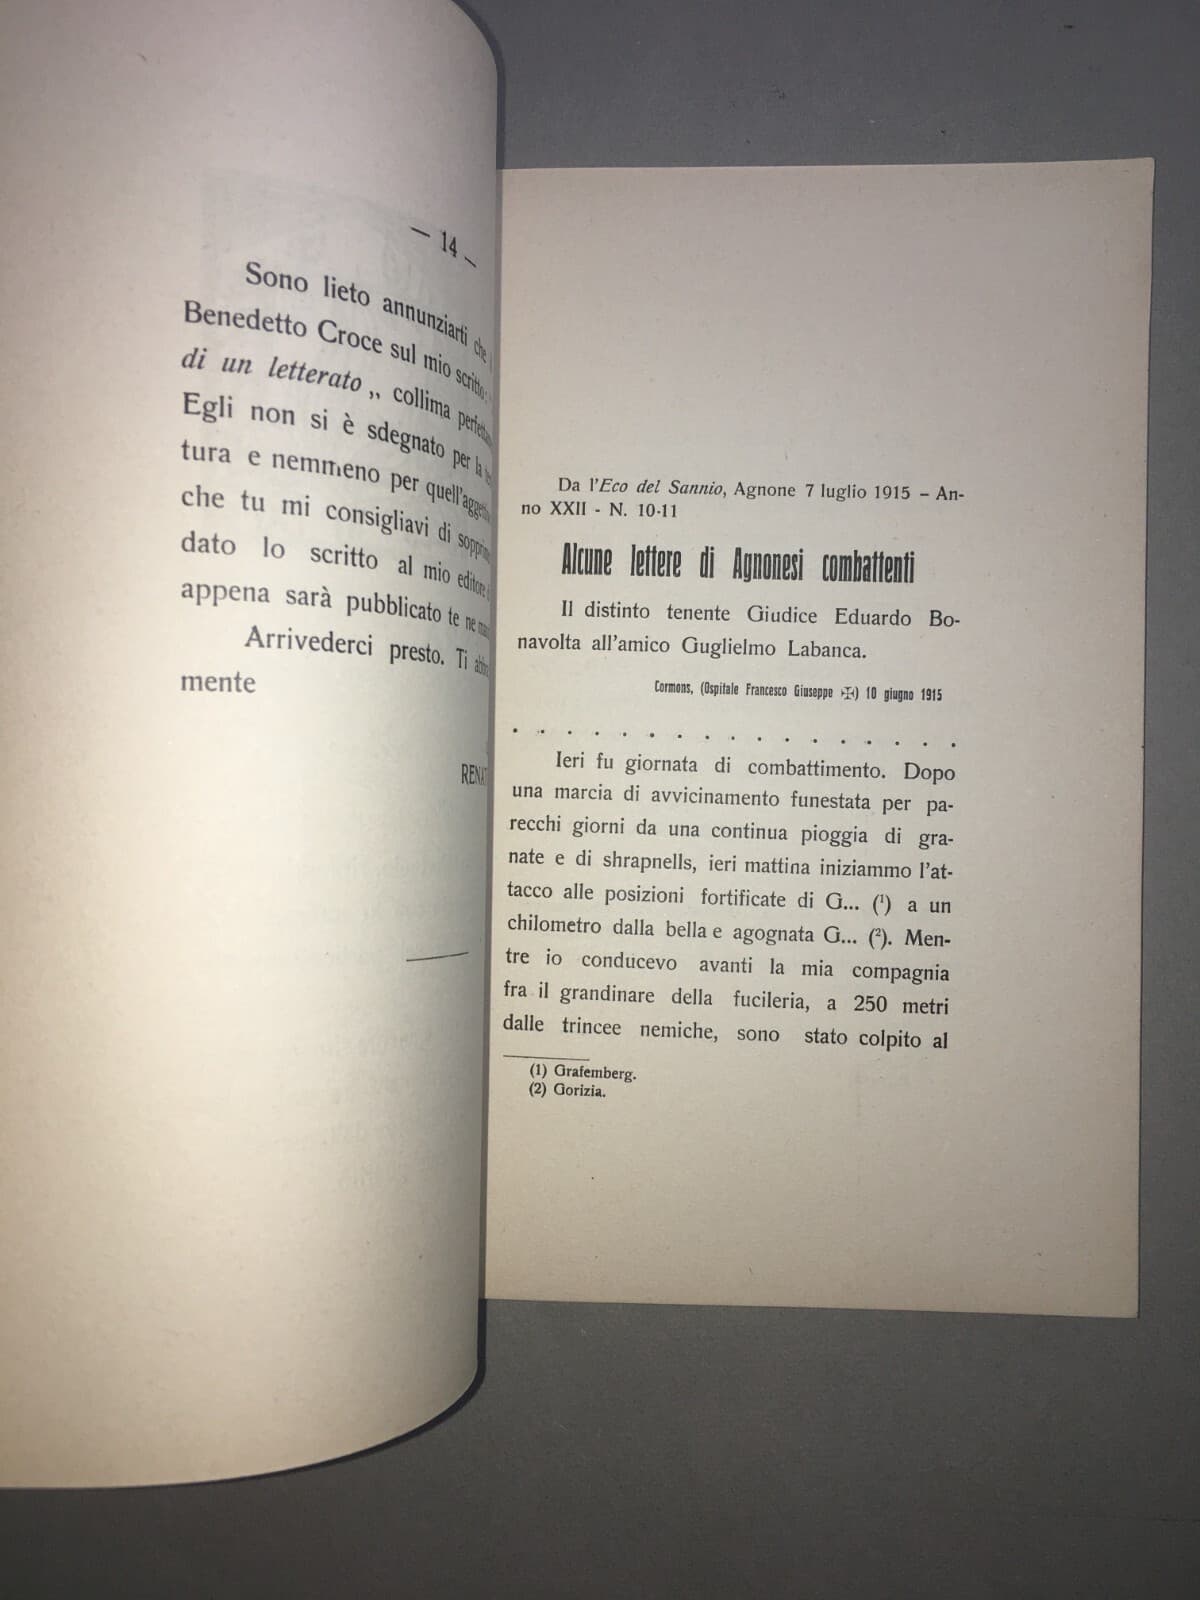 — 14 —
Sono lieto annunziarti che
Benedetto Croce sul mio scritto:
di un letterato „ collima
Egli non si è sdegnato per la
tura e nemmeno per
che tu mi consigliavi di
dato lo scritto al mio editore
appena sarà pubblicato te ne
Arrivederci presto. Ti
mente
Da l'Eco del Sannio, Agnone 7 luglio 1915 – An-
no XXII - N. 10-11
Alcune lettere di Agnonesi combattenti
Il distinto tenente Giudice Eduardo Bo-
navolta all'amico Guglielmo Labanca.
Cormons, (Ospitale Francesco Giuseppe ✠) 10 giugno 1915
. . . . . . . . . . . . . . . . .
Ieri fu giornata di combattimento. Dopo
una marcia di avvicinamento funestata per pa-
recchi giorni da una continua pioggia di gra-
nate e di shrapnells, ieri mattina iniziammo l'at-
tacco alle posizioni fortificate di G... (¹) a un
chilometro dalla bella e agognata G... (²). Men-
tre io conducevo avanti la mia compagnia
fra il grandinare della fucileria, a 250 metri
dalle trincee nemiche, sono stato colpito al
(1) Grafemberg.
(2) Gorizia.